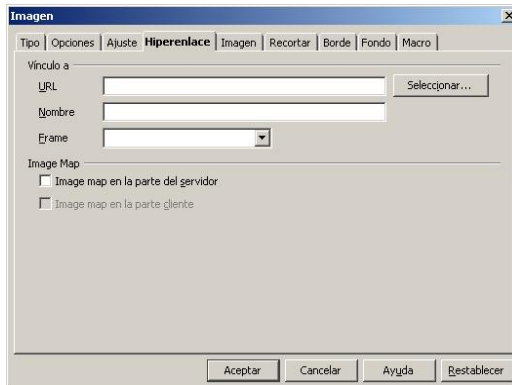 Imagen
Tipo Opciones Ajuste Hiperenlace Imagen Recortar Borde Fondo Macro
Vínculo a
URL Seleccionar...
Nombre
Frame
Image Map
Image map en la parte del servidor
Image map en la parte cliente
Aceptar Cancelar Ayuda Restablecer